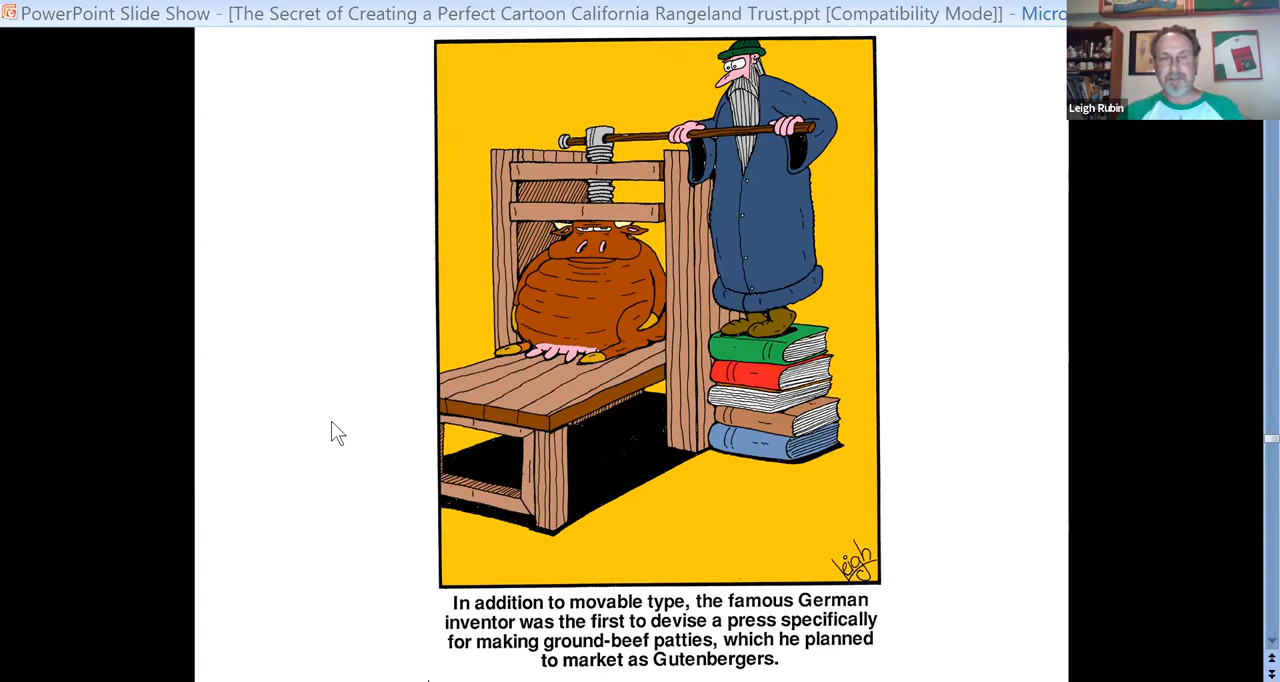 PowerPoint Slide Show - [The Secret of Creating a Perfect Cartoon California Rangeland Trust.ppt [Compatibility Mode]] - Micro
Leigh Rubin
Leigh
In addition to movable type, the famous German
inventor was the first to devise a press specifically
for making ground-beef patties, which he planned
to market as Gutenbergers.